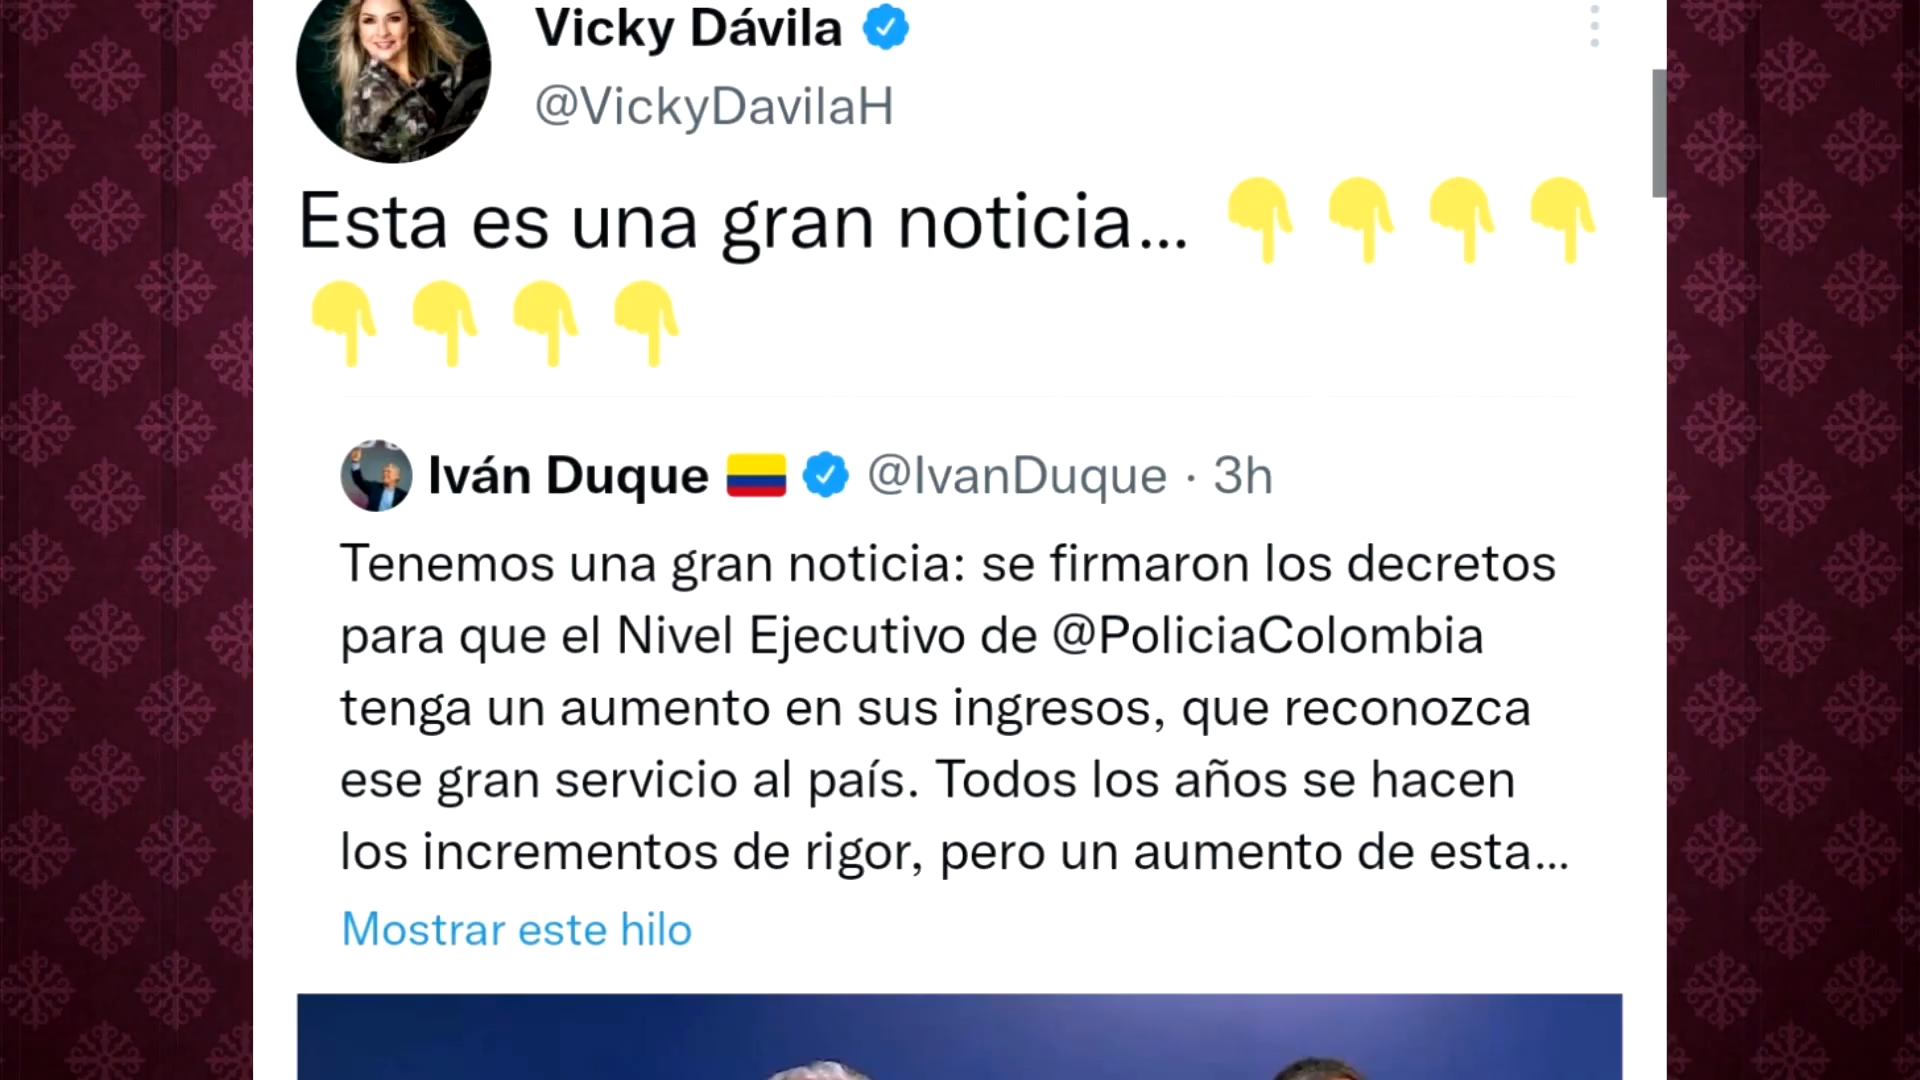 Vicky Dávila
@VickyDavilaH
Esta es una gran noticia... 👇👇👇👇
👇👇👇👇
Iván Duque 🇨🇴 @IvanDuque · 3h
Tenemos una gran noticia: se firmaron los decretos
para que el Nivel Ejecutivo de @PoliciaColombia
tenga un aumento en sus ingresos, que reconozca
ese gran servicio al país. Todos los años se hacen
los incrementos de rigor, pero un aumento de esta...
Mostrar este hilo